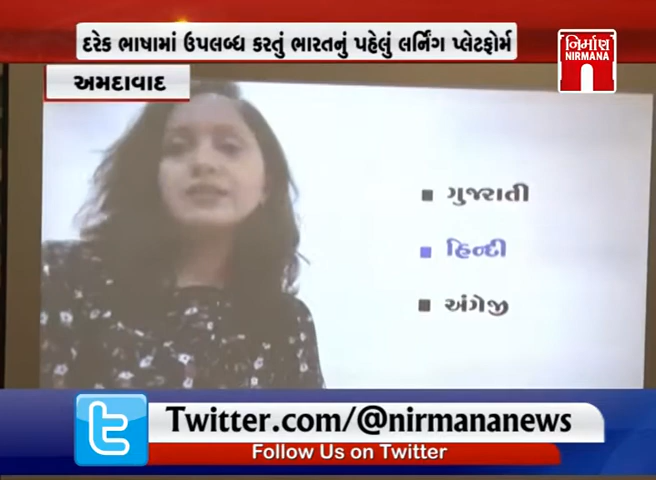 દરેક ભાષામાં ઉપલબ્ધ કરતું ભારતનું પહેલું લર્નિંગ પ્લેટફોર્મ
નિર્માણ
NIRMANA
અમદાવાદ
ગુજરાતી
હિન્દી
અંગ્રેજી
Twitter.com/@nirmananews
Follow Us on Twitter